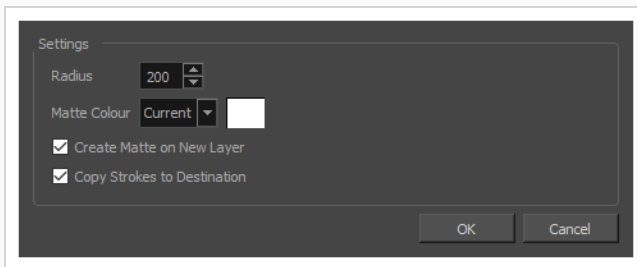 Settings
Radius 200
Matte Colour Current
Create Matte on New Layer
Copy Strokes to Destination
OK Cancel